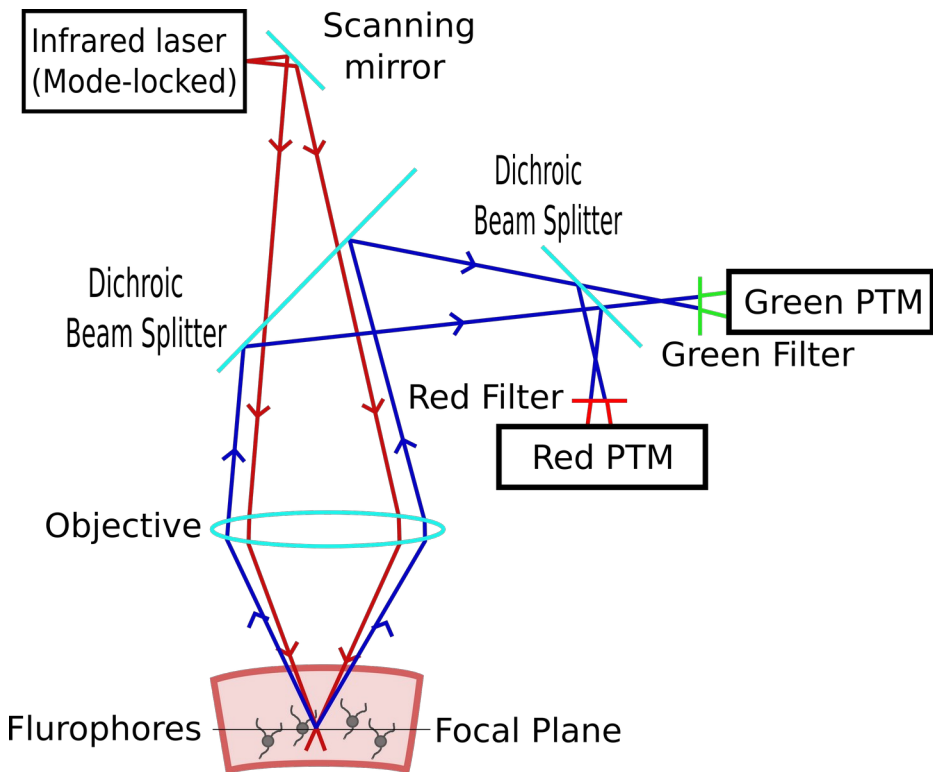 Infrared laser
(Mode-locked)
Scanning
mirror
Dichroic
Beam Splitter
Dichroic
Beam Splitter
Green PTM
Green Filter
Red Filter
Red PTM
Objective
Flurophores
Focal Plane